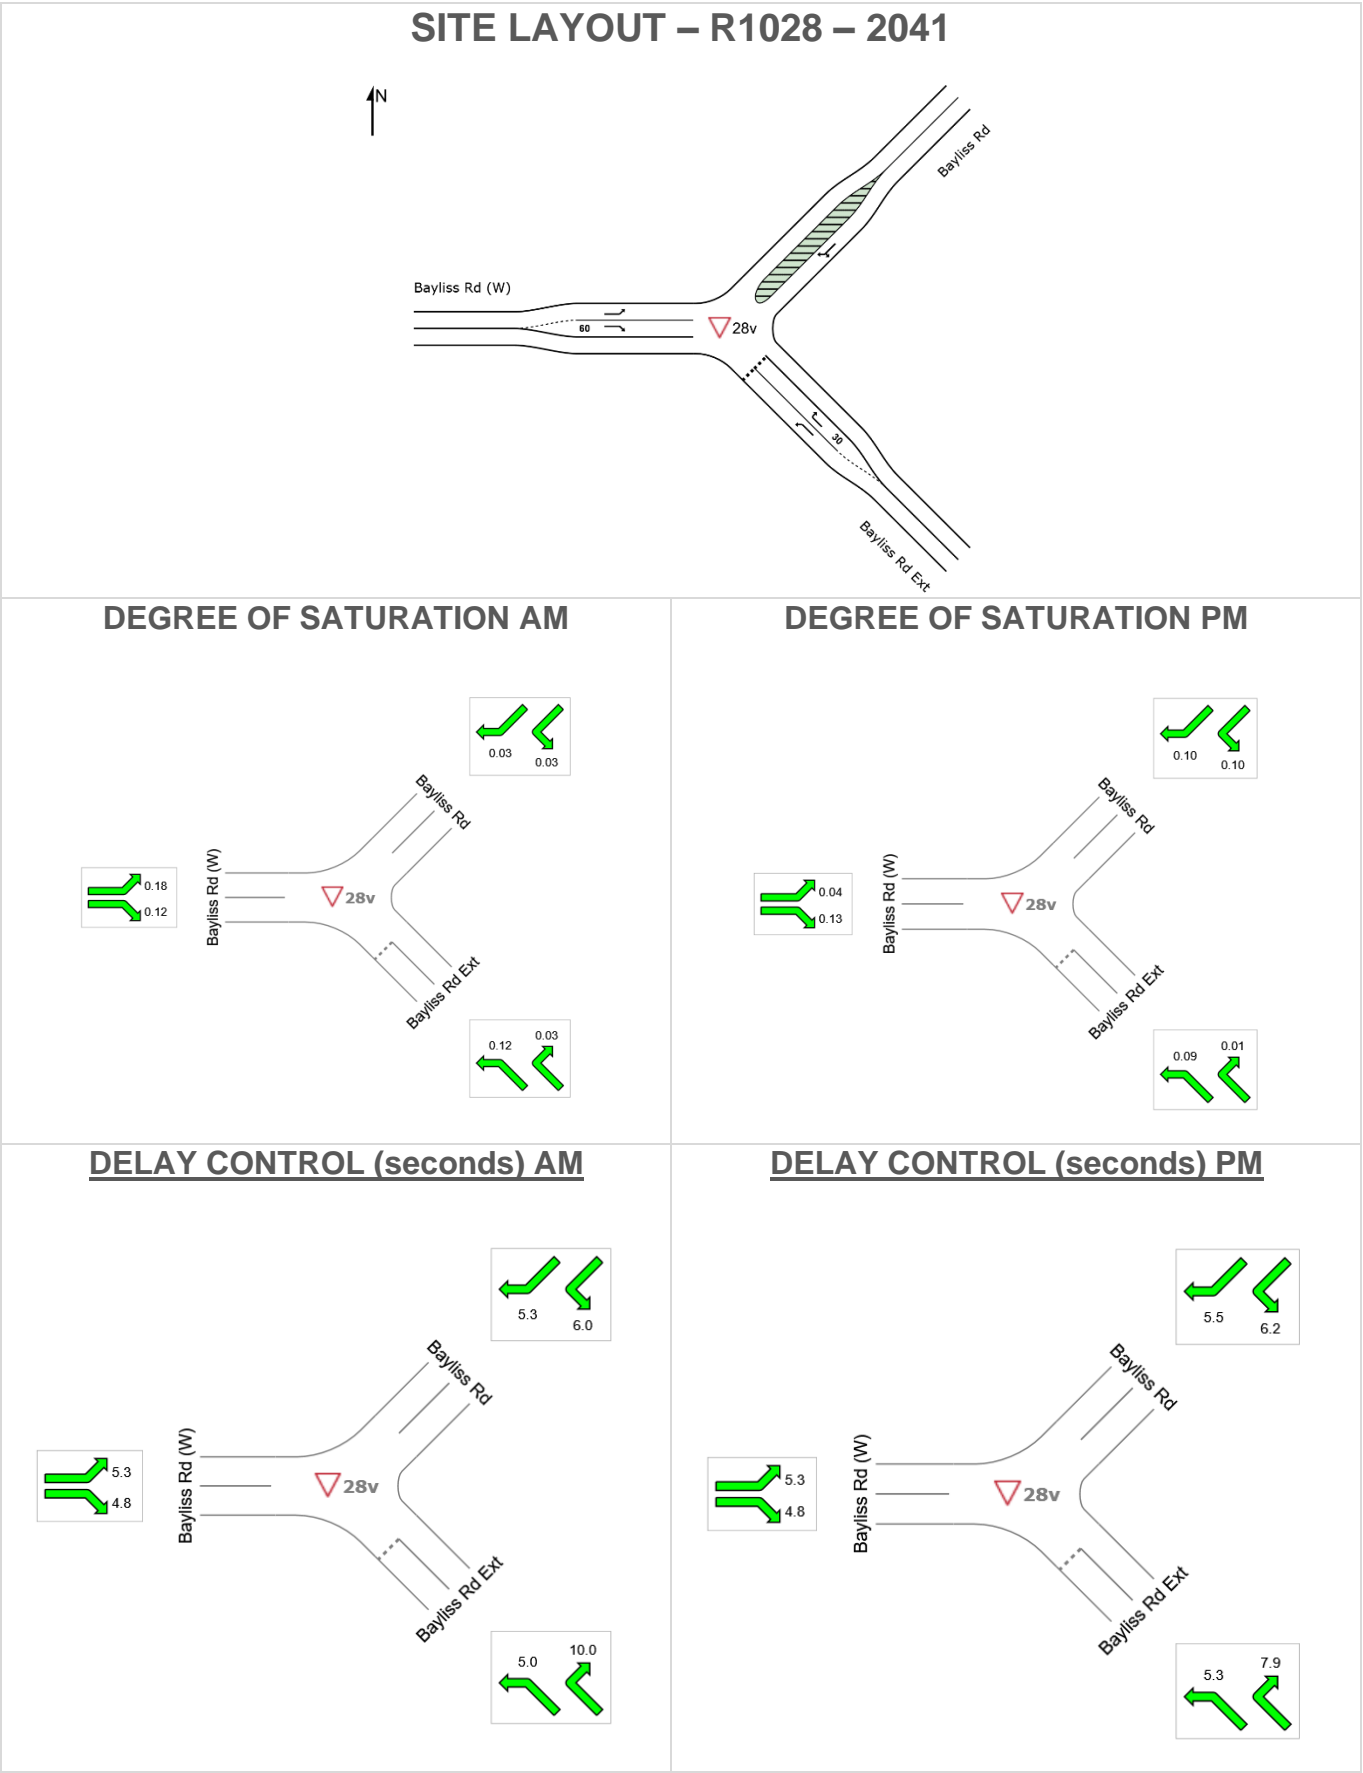 SITE LAYOUT – R1028 – 2041
N
Bayliss Rd
Bayliss Rd (W)
60
28v
30
Bayliss Rd Ext
DEGREE OF SATURATION AM
0.03
0.03
Bayliss Rd
Bayliss Rd (W)
0.18
0.12
28v
Bayliss Rd Ext
0.12
0.03
DEGREE OF SATURATION PM
0.10
0.10
Bayliss Rd
Bayliss Rd (W)
0.04
0.13
28v
Bayliss Rd Ext
0.09
0.01
DELAY CONTROL (seconds) AM
5.3
6.0
Bayliss Rd
Bayliss Rd (W)
5.3
4.8
28v
Bayliss Rd Ext
5.0
10.0
DELAY CONTROL (seconds) PM
5.5
6.2
Bayliss Rd
Bayliss Rd (W)
5.3
4.8
28v
Bayliss Rd Ext
5.3
7.9